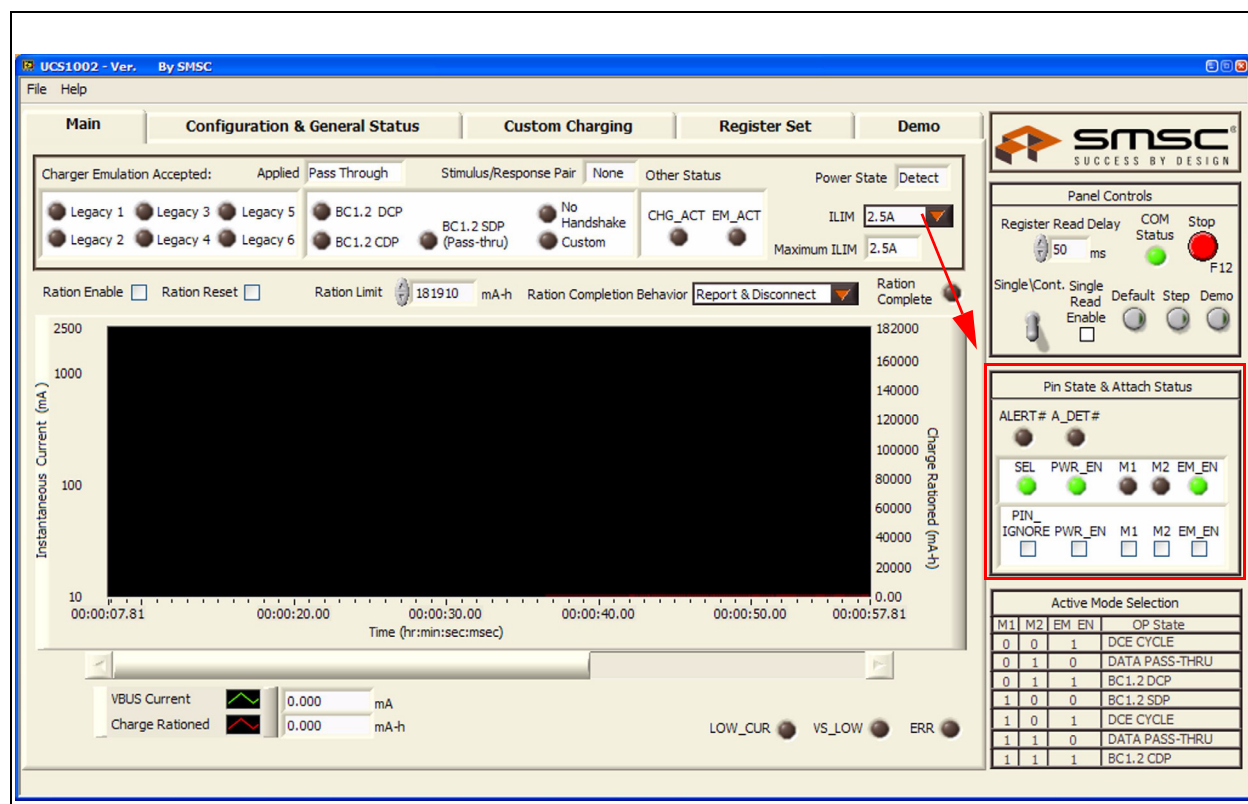 UCS1002 - Ver. By SMSC
File Help
Main
Configuration & General Status
Custom Charging
Register Set
Demo
Charger Emulation Accepted:
Applied Pass Through
Stimulus/Response Pair None
Other Status
Power State Detect
Legacy 1 Legacy 3 Legacy 5
Legacy 2 Legacy 4 Legacy 6
BC1.2 DCP
BC1.2 CDP
BC1.2 SDP
(Pass-thru)
No
Handshake
Custom
CHG_ACT EM_ACT
ILIM 2.5A
Maximum ILIM 2.5A
Ration Enable Ration Reset
Ration Limit 181910 mA-h
Ration Completion Behavior Report & Disconnect
Ration
Complete
Instantaneous Current (mA)
2500
1000
100
10
182000
160000
140000
120000
100000
80000
60000
40000
20000
0.00
Charge Rationed (mA-h)
00:00:07.81 00:00:20.00 00:00:30.00 00:00:40.00 00:00:50.00 00:00:57.81
Time (hr:min:sec:msec)
VBUS Current 0.000 mA
Charge Rationed 0.000 mA-h
LOW_CUR VS_LOW ERR
smsc®
SUCCESS BY DESIGN
Panel Controls
Register Read Delay
50 ms
COM
Status
Stop
F12
Single\Cont.
Single
Read
Enable
Default Step Demo
Pin State & Attach Status
ALERT# A_DET#
SEL PWR_EN M1 M2 EM_EN
PIN_
IGNORE PWR_EN M1 M2 EM_EN
Active Mode Selection
M1 M2 EM EN OP State
0 0 1 DCE CYCLE
0 1 0 DATA PASS-THRU
0 1 1 BC1.2 DCP
1 0 0 BC1.2 SDP
1 0 1 DCE CYCLE
1 1 0 DATA PASS-THRU
1 1 1 BC1.2 CDP